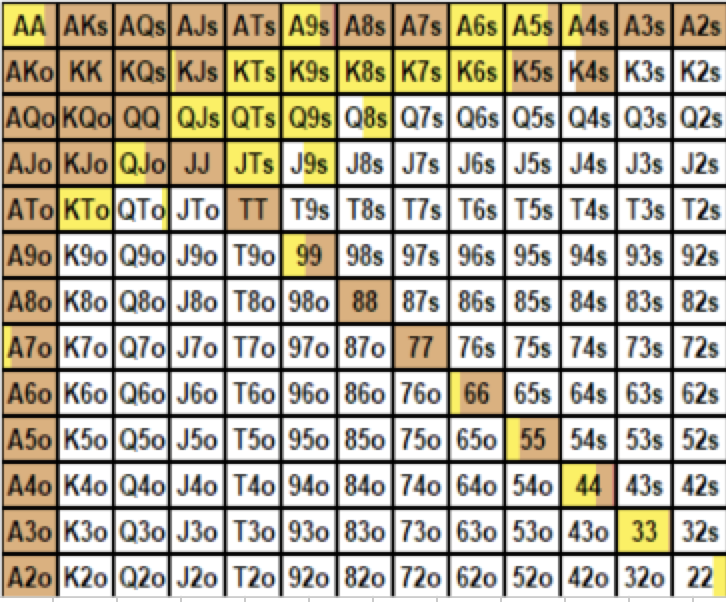 AA AKs AQs AJs ATs A9s A8s A7s A6s A5s A4s A3s A2s
AKo KK KQs KJs KTs K9s K8s K7s K6s K5s K4s K3s K2s
AQo KQo QQ QJs QTs Q9s Q8s Q7s Q6s Q5s Q4s Q3s Q2s
AJo KJo QJo JJ JTs J9s J8s J7s J6s J5s J4s J3s J2s
ATo KTo QTo JTo TT T9s T8s T7s T6s T5s T4s T3s T2s
A9o K9o Q9o J9o T9o 99 98s 97s 96s 95s 94s 93s 92s
A8o K8o Q8o J8o T8o 98o 88 87s 86s 85s 84s 83s 82s
A7o K7o Q7o J7o T7o 97o 87o 77 76s 75s 74s 73s 72s
A6o K6o Q6o J6o T6o 96o 86o 76o 66 65s 64s 63s 62s
A5o K5o Q5o J5o T5o 95o 85o 75o 65o 55 54s 53s 52s
A4o K4o Q4o J4o T4o 94o 84o 74o 64o 54o 44 43s 42s
A3o K3o Q3o J3o T3o 93o 83o 73o 63o 53o 43o 33 32s
A2o K2o Q2o J2o T2o 92o 82o 72o 62o 52o 42o 32o 22